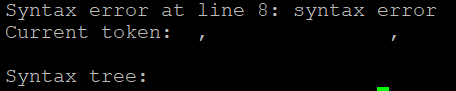 Syntax error at line 8: syntax error
Current token:  ,               ,
Syntax tree: